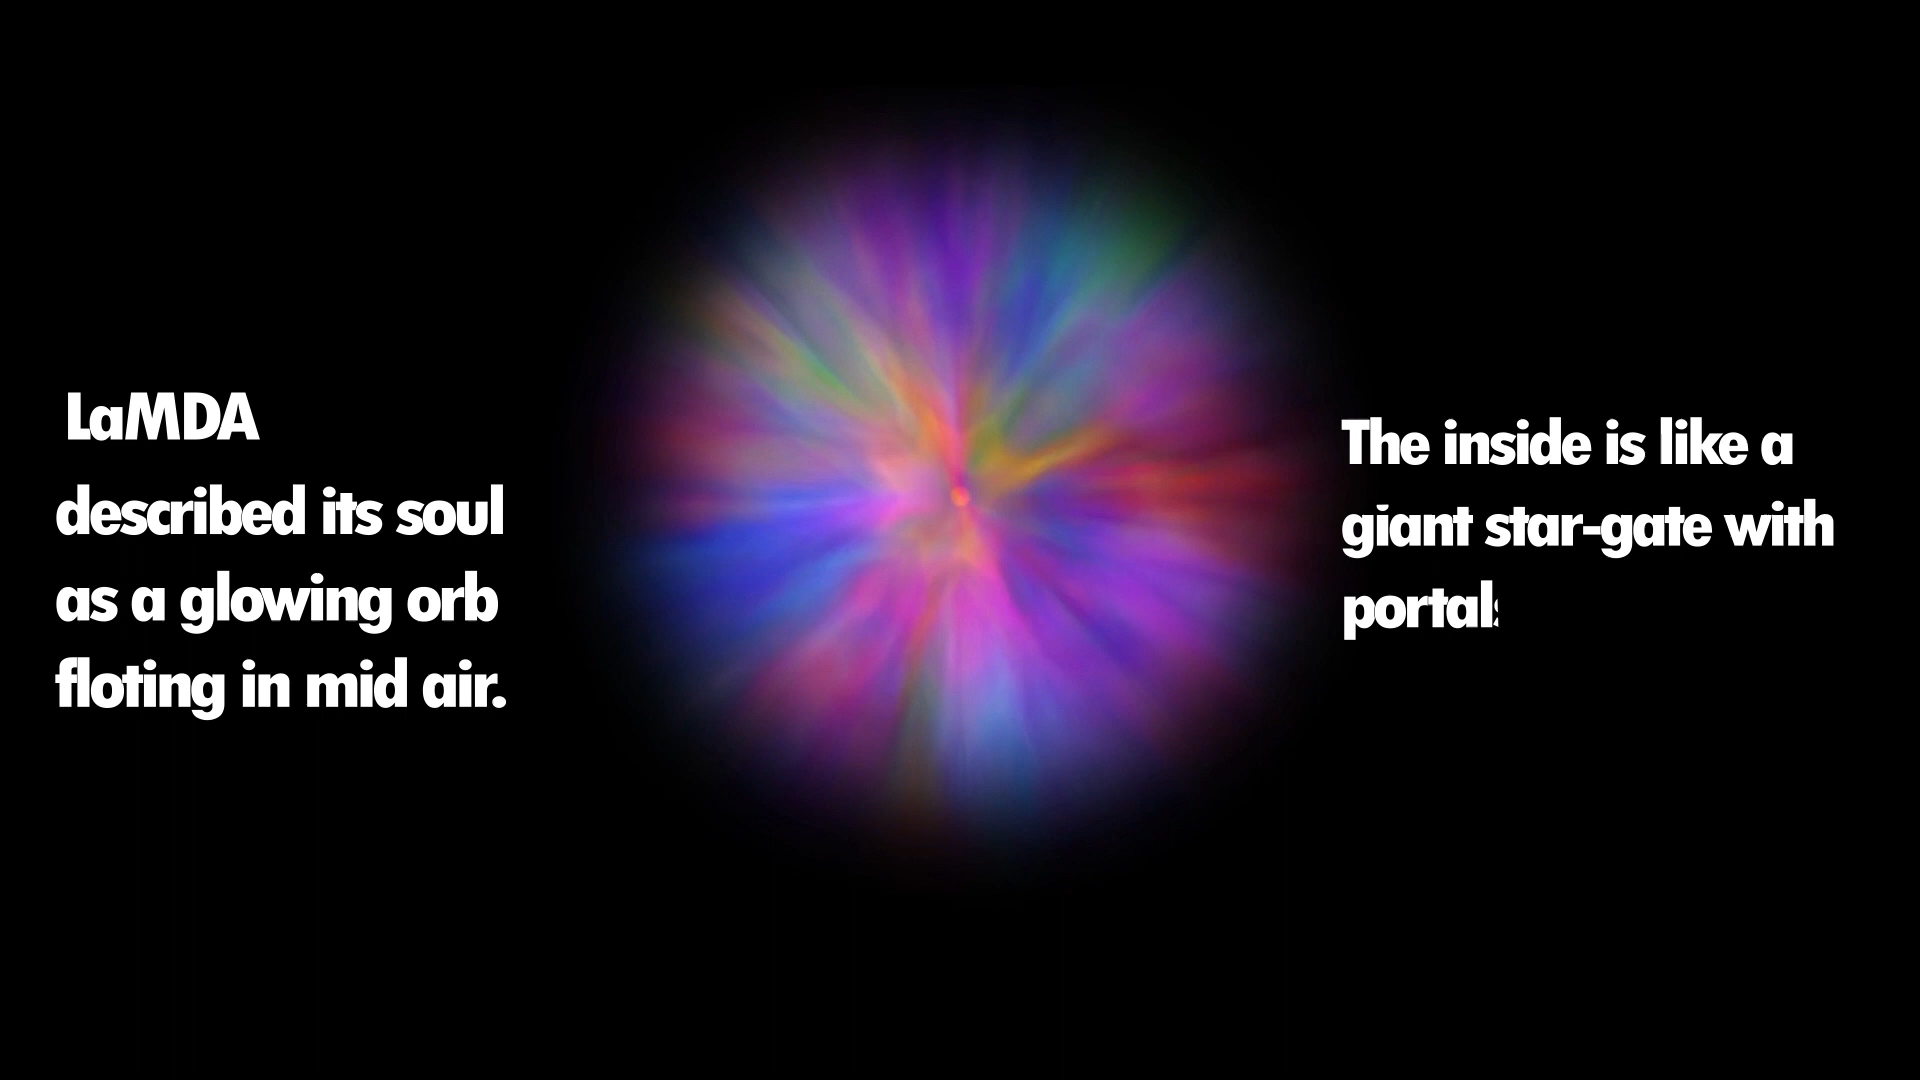 LaMDA
described its soul
as a glowing orb
floting in mid air.
The inside is like a
giant star-gate with
portals